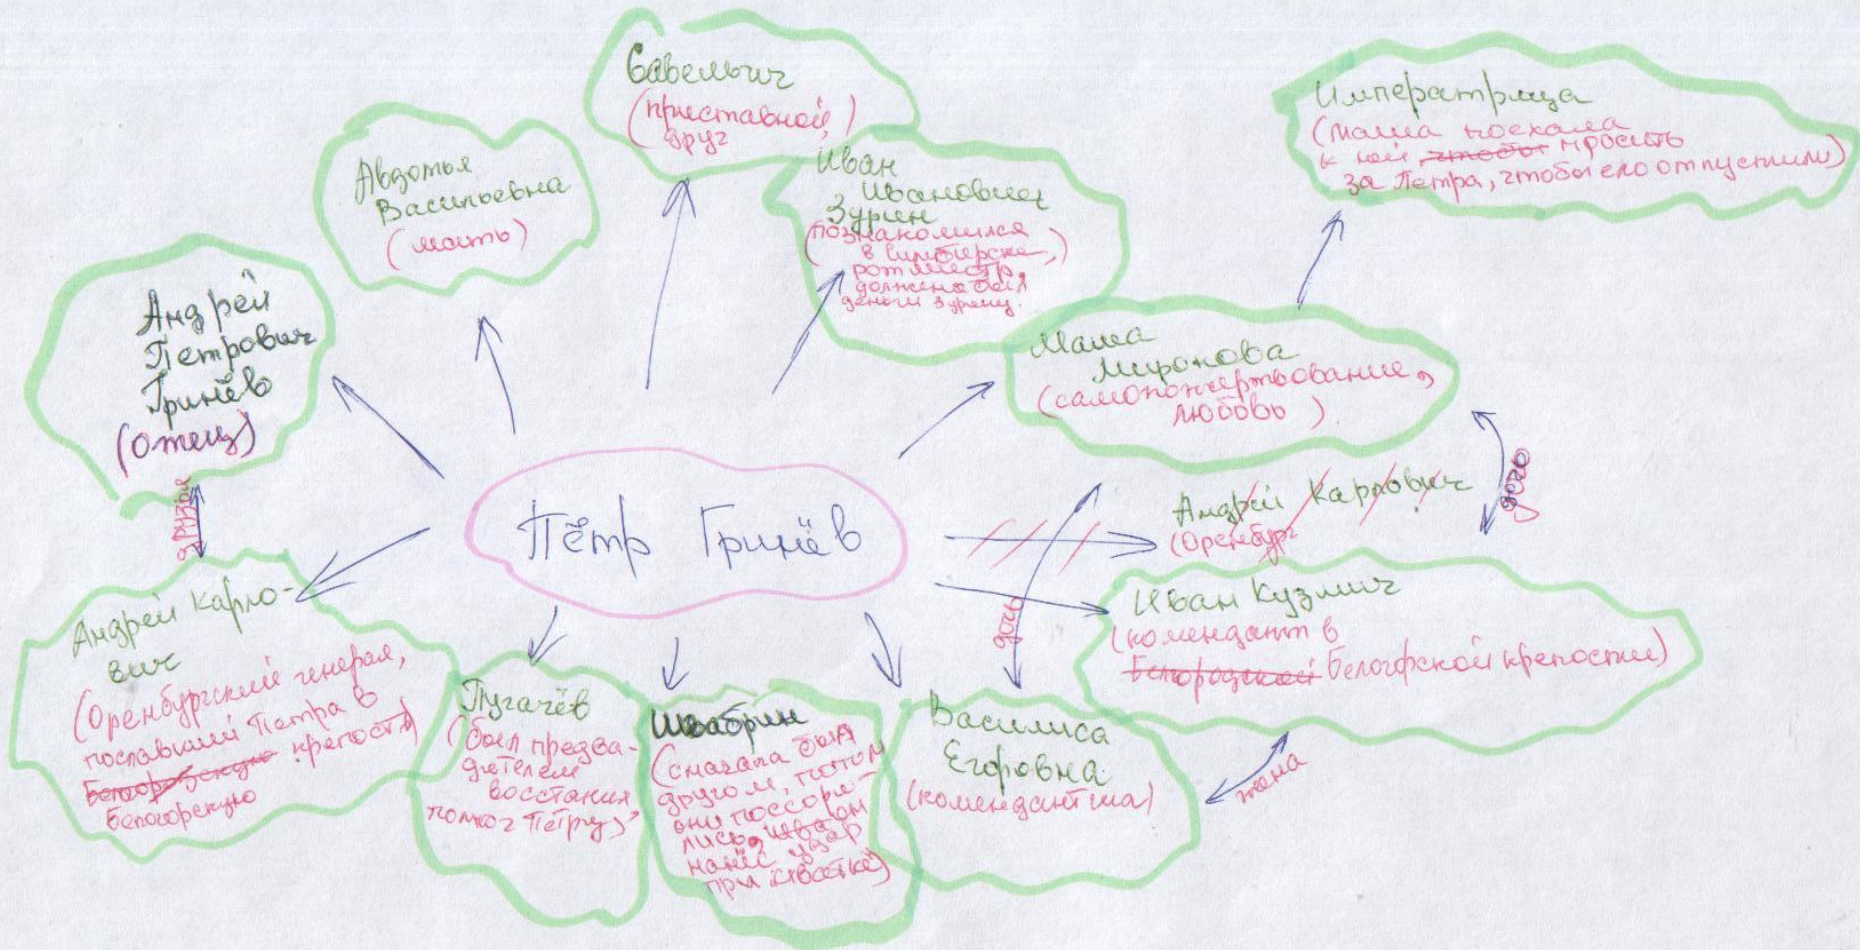 Савельич
(приставной,)
друг
Императрица
(Маша поехала
к ней чтобы просить
за Петра, чтобы его отпустили)
Авдотья
Васильевна
(мать)
Иван
Иванович
Зурин
(познакомился
в Симбирске,)
ротмистр,
должен был
деньги Зурину.
Андрей
Петрович
Гринёв
(отец)
Маша
Миронова
(самопожертвование,
любовь)
друзья
дочь
Андрей Карлович
(Оренбург
Пётр Гринёв
Андрей Карло-
вич
(Оренбургский генерал,
пославший Петра в
крепость)
белогорскую
дочь
Иван Кузмич
(комендант в
Белогрской крепости)
Пугачёв
(был предва-
дителем
восстания
помог Петру)
Швабрин
(сначала был
другом, потом
они поссори-
лись,
нанёс удар
при схватке)
Василиса
Егоровна
(комендантша)
жена